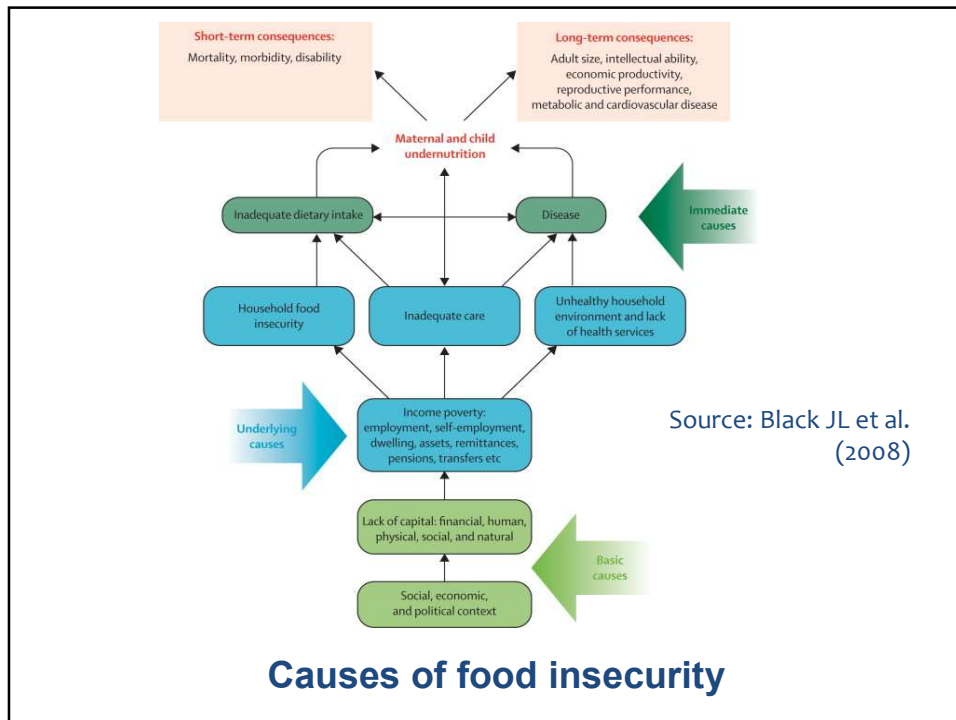 Short-term consequences:
Mortality, morbidity, disability
Long-term consequences:
Adult size, intellectual ability,
economic productivity,
reproductive performance,
metabolic and cardiovascular disease
Maternal and child
undernutrition
Inadequate dietary intake
Disease
Immediate
causes
Household food
insecurity
Inadequate care
Unhealthy household
environment and lack
of health services
Underlying
causes
Income poverty:
employment, self-employment,
dwelling, assets, remittances,
pensions, transfers etc
Source: Black JL et al.
(2008)
Lack of capital: financial, human,
physical, social, and natural
Basic
causes
Social, economic,
and political context
Causes of food insecurity